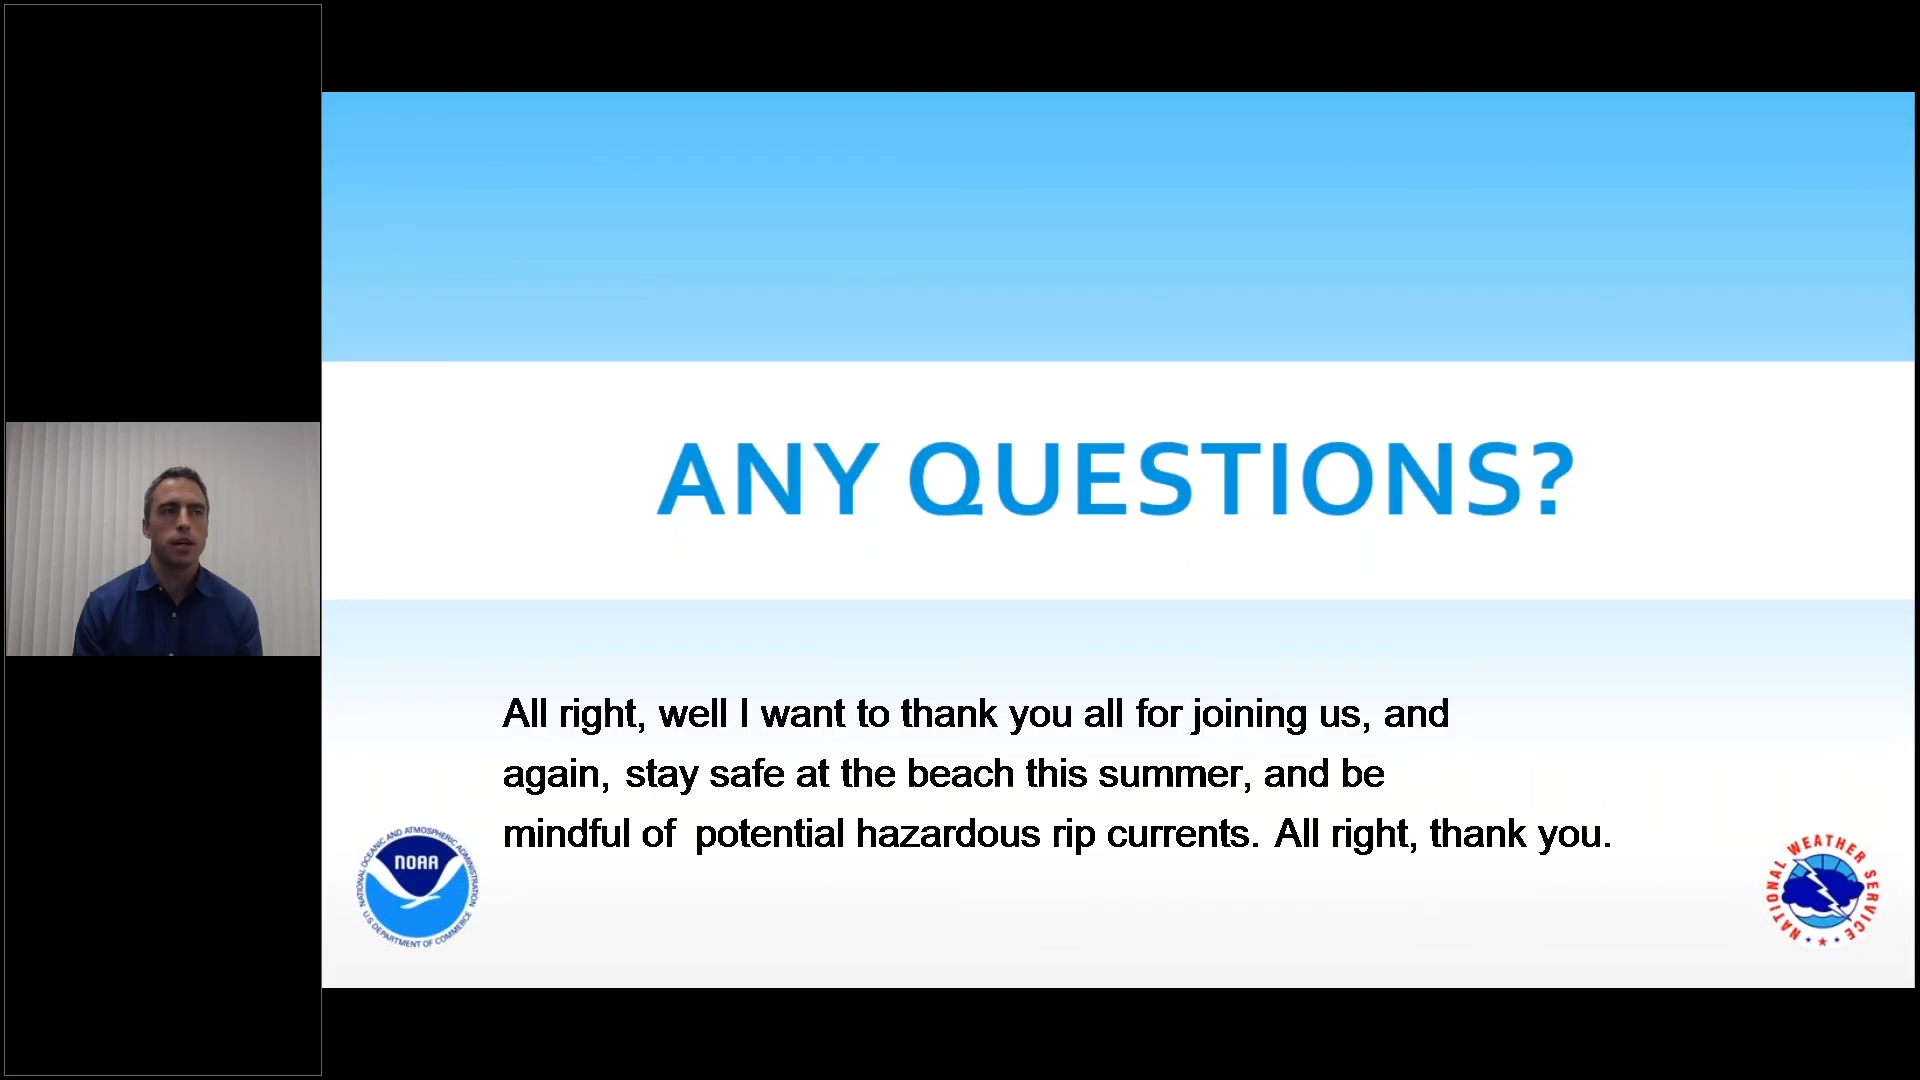 ANY QUESTIONS?
All right, well I want to thank you all for joining us, and
again, stay safe at the beach this summer, and be
mindful of potential hazardous rip currents. All right, thank you.
NATIONAL OCEANIC AND ATMOSPHERIC ADMINISTRATION
NOAA
U.S. DEPARTMENT OF COMMERCE
NATIONAL WEATHER SERVICE